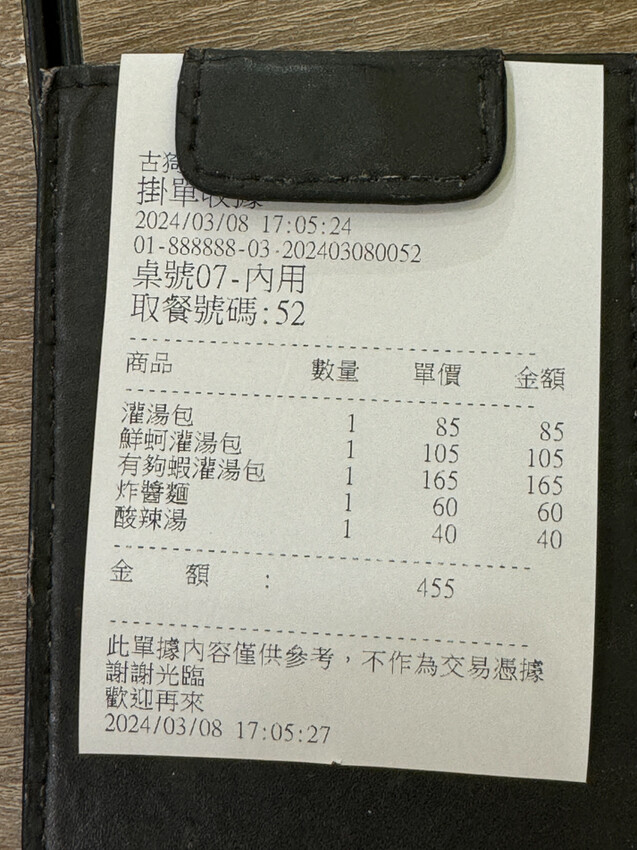 古
掛單收據
2024/03/08 17:05:24
01-888888-03-202403080052
桌號07-內用
取餐號碼:52
商品 數量 單價 金額
灌湯包 1 85 85
鮮蚵灌湯包 1 105 105
有夠蝦灌湯包 1 165 165
炸醬麵 1 60 60
酸辣湯 1 40 40
金 額 : 455
此單據內容僅供參考，不作為交易憑據
謝謝光臨
歡迎再來
2024/03/08 17:05:27